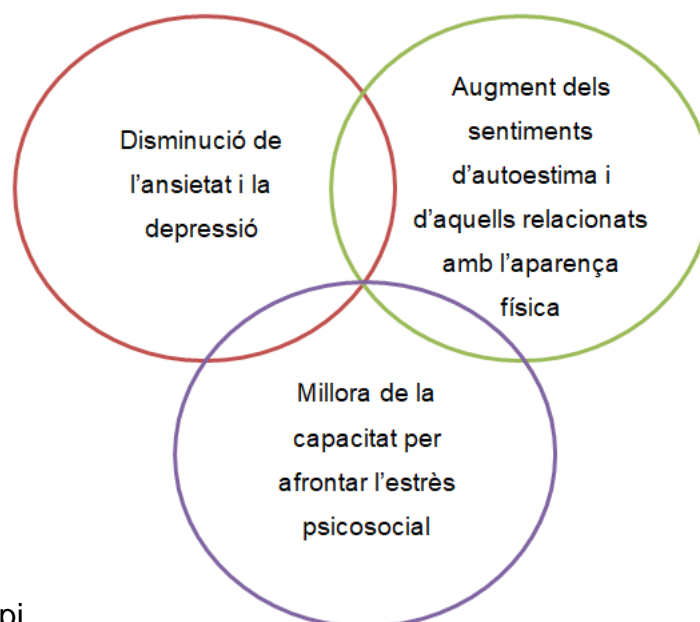 Disminució de
l’ansietat i la
depressió
Augment dels
sentiments
d’autoestima i
d’aquells relacionats
amb l’aparença
física
Millora de la
capacitat per
afrontar l’estrès
psicosocial
pi